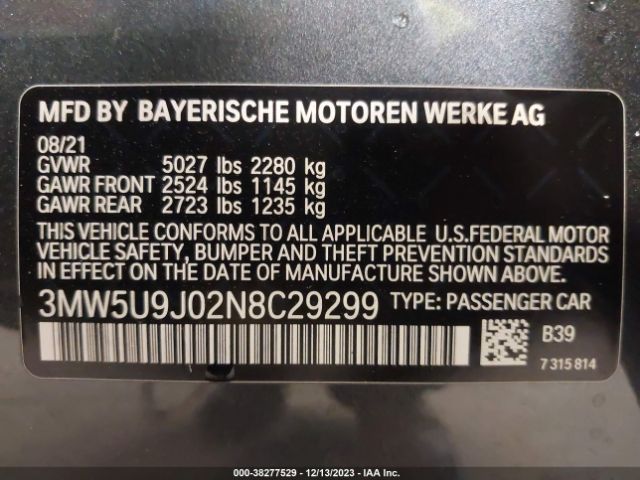 MFD BY BAYERISCHE MOTOREN WERKE AG
08/21
GVWR 5027 lbs 2280 kg
GAWR FRONT 2524 lbs 1145 kg
GAWR REAR 2723 lbs 1235 kg
THIS VEHICLE CONFORMS TO ALL APPLICABLE U.S.FEDERAL MOTOR
VEHICLE SAFETY, BUMPER AND THEFT PREVENTION STANDARDS
IN EFFECT ON THE DATE OF MANUFACTURE SHOWN ABOVE.
3MW5U9J02N8C29299 TYPE: PASSENGER CAR
B39
7 315 814
000-38277529 - 12/13/2023 - IAA Inc.